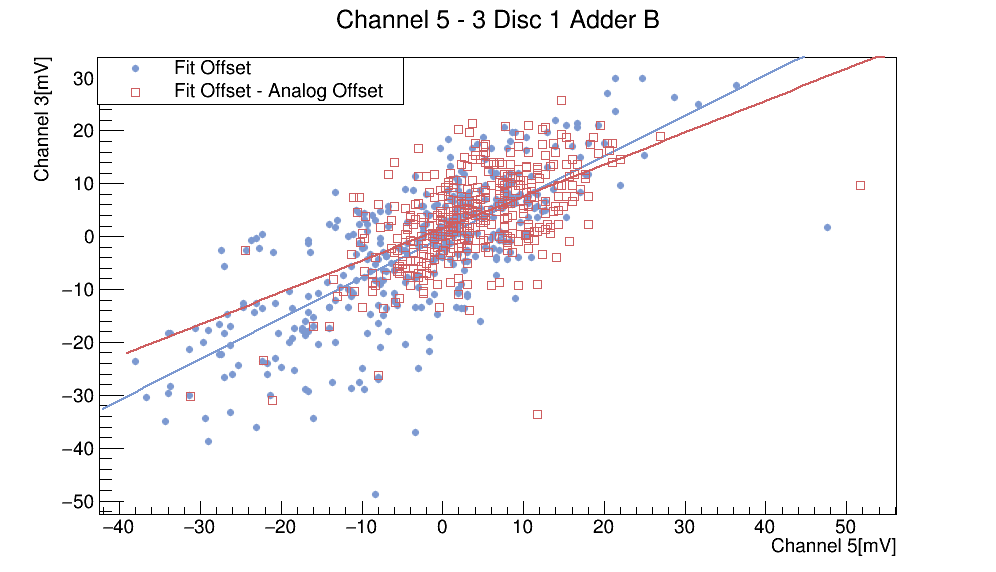 Channel 5 - 3 Disc 1 Adder B
Channel 3[mV]
Fit Offset
Fit Offset - Analog Offset
30
20
10
0
−10
−20
−30
−40
−50
−40 −30 −20 −10 0 10 20 30 40 50
Channel 5[mV]